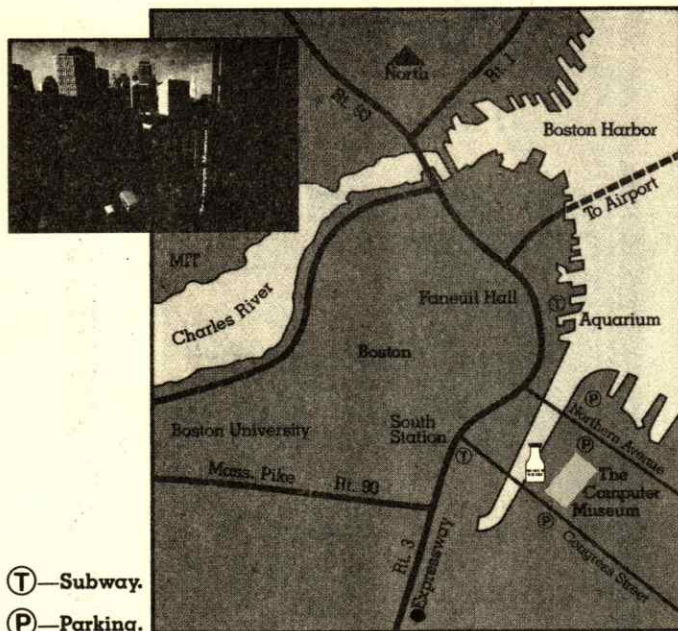 North
Rt. 1
Rt. 93
Boston Harbor
To Airport
MIT
Charles River
Faneuil Hall
T
Aquarium
Boston
P
Northern Avenue
South
Station
Boston University
P
T
The
Computer
Museum
Mass. Pike
Rt. 90
P
Congress Street
Rt. 3
Expressway
T—Subway.
P—Parking.